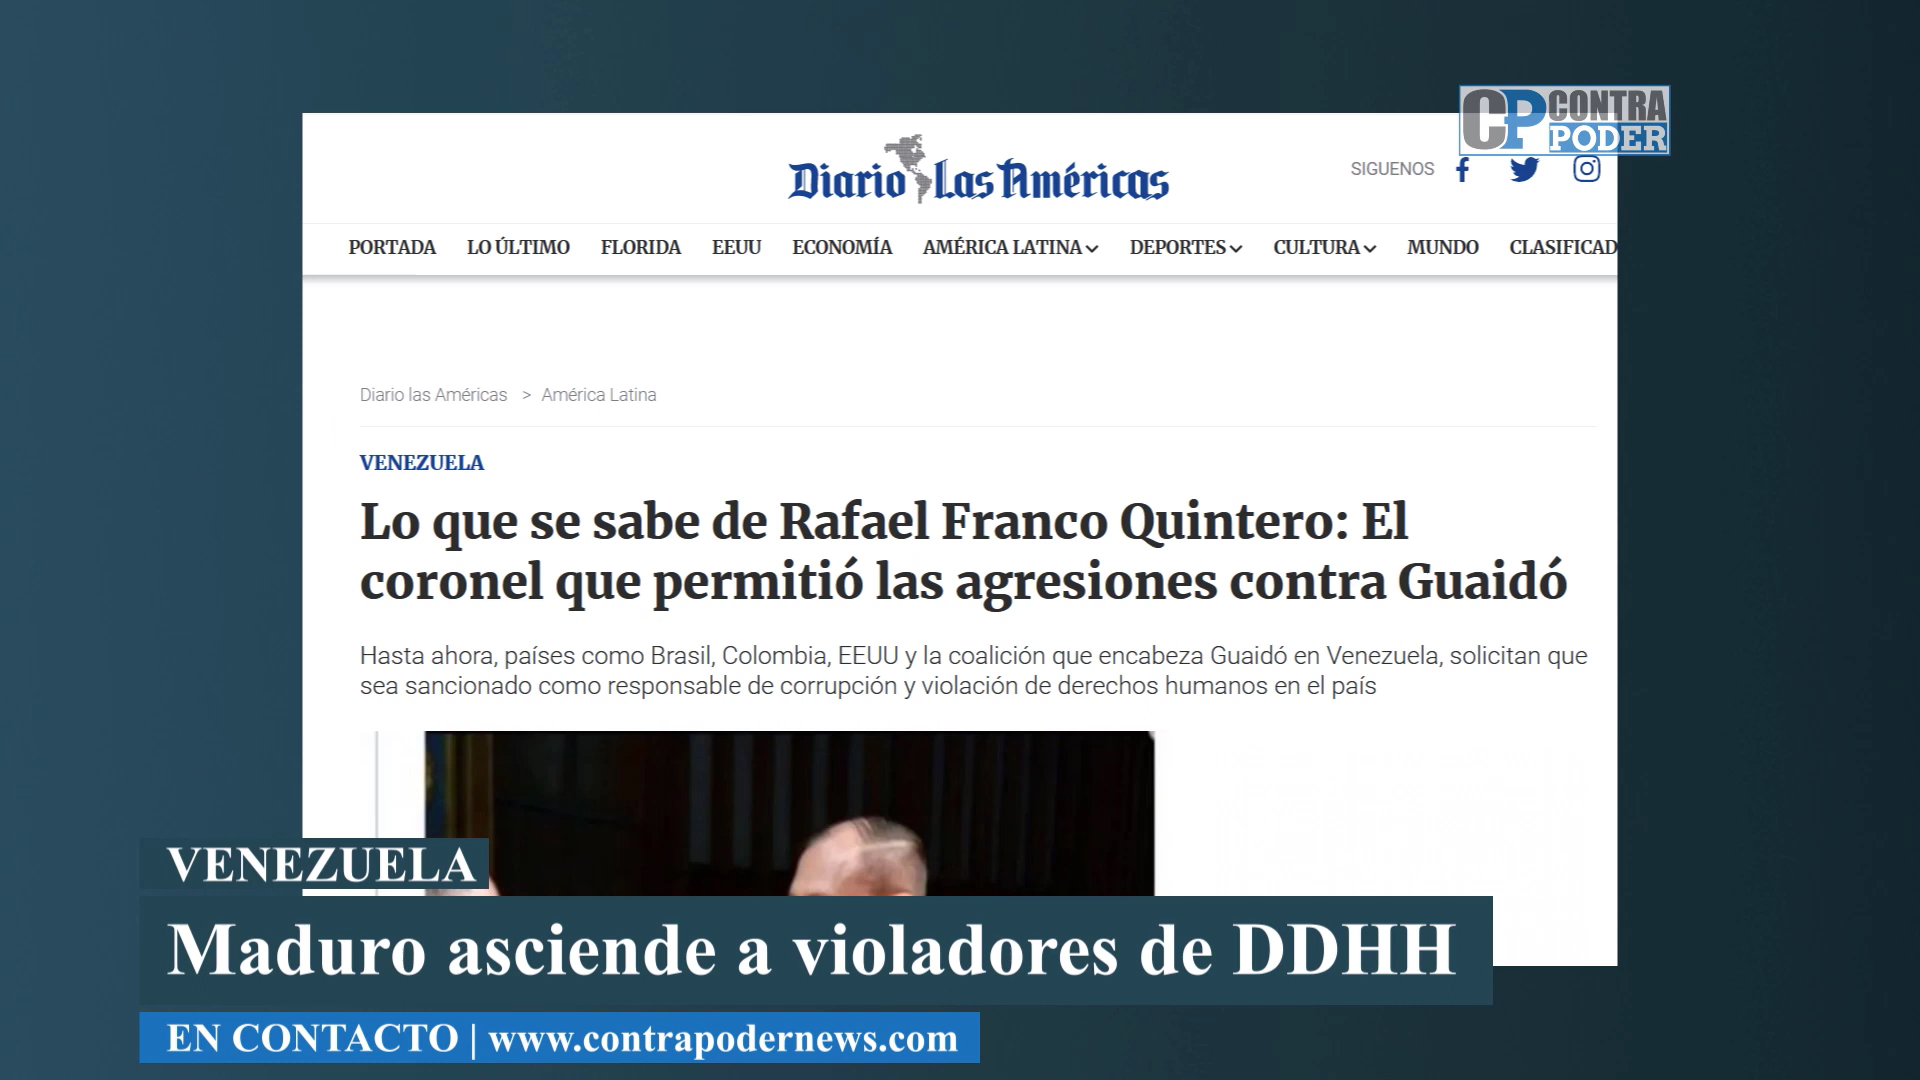 CP CONTRA
PODER
Diario Las Américas
SIGUENOS
PORTADA LO ÚLTIMO FLORIDA EEUU ECONOMÍA AMÉRICA LATINA DEPORTES CULTURA MUNDO CLASIFICAD
Diario las Américas > América Latina
VENEZUELA
Lo que se sabe de Rafael Franco Quintero: El
coronel que permitió las agresiones contra Guaidó
Hasta ahora, países como Brasil, Colombia, EEUU y la coalición que encabeza Guaidó en Venezuela, solicitan que
sea sancionado como responsable de corrupción y violación de derechos humanos en el país
VENEZUELA
Maduro asciende a violadores de DDHH
EN CONTACTO | www.contrapodernews.com